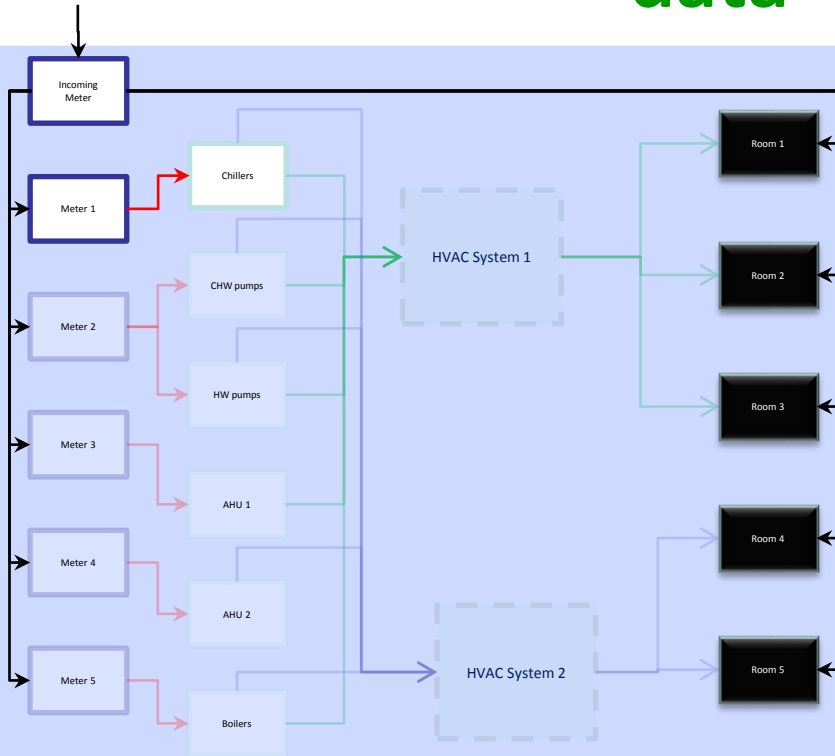 data
Incoming
Meter
Meter 1
Meter 2
Meter 3
Meter 4
Meter 5
Chillers
CHW pumps
HW pumps
AHU 1
AHU 2
Boilers
HVAC System 1
HVAC System 2
Room 1
Room 2
Room 3
Room 4
Room 5